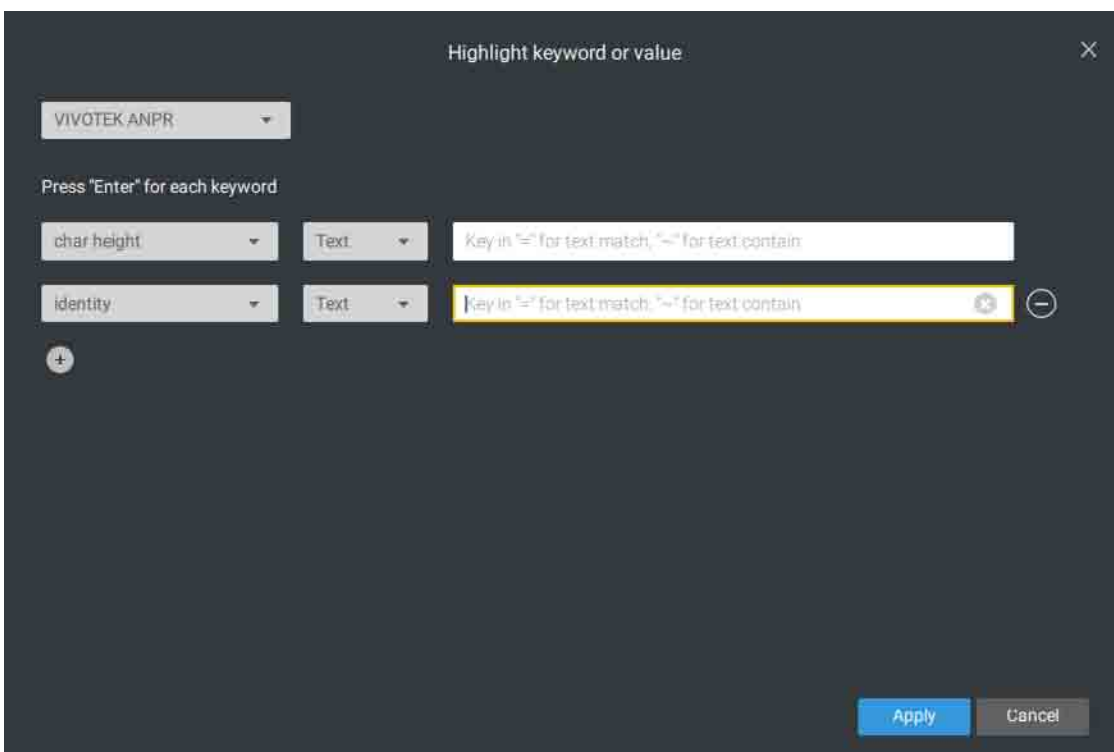 Highlight keyword or value
VIVOTEK ANPR
Press "Enter" for each keyword
char height Text Key in "=" for text match, "~" for text contain
identity Text Key in "=" for text match, "~" for text contain
Apply Cancel